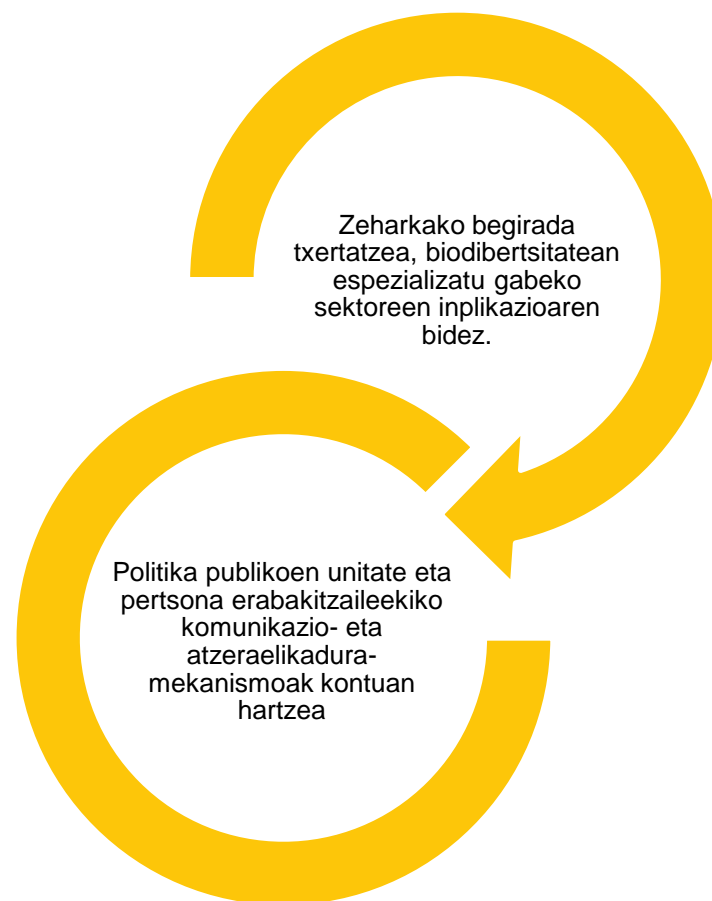 Zeharkako begirada
txertatzea, biodibertsitatean
espezializatu gabeko
sektoreen inplikazioaren
bidez.
Politika publikoen unitate eta
pertsona erabakitzaileekiko
komunikazio- eta
atzeraelikadura-
mekanismoak kontuan
hartzea